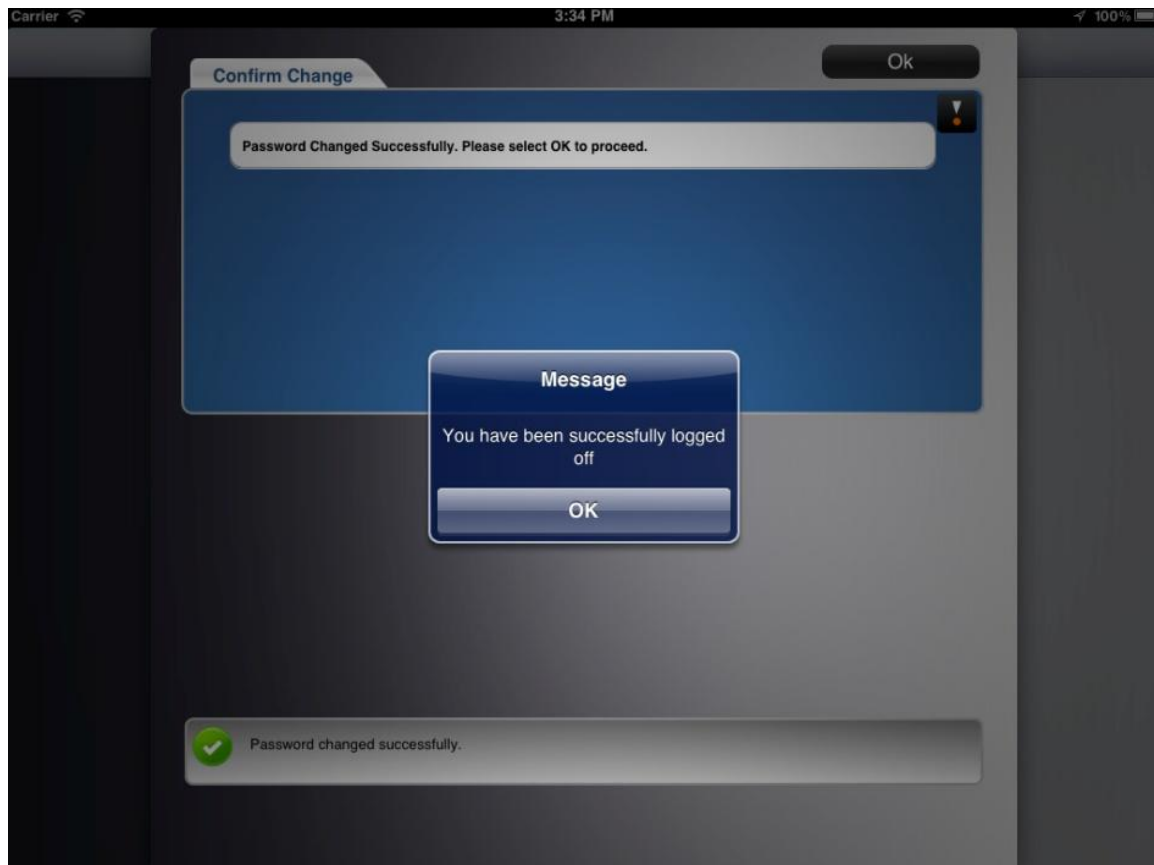 Carrier 3:34 PM 100%
Ok
Confirm Change
Password Changed Successfully. Please select OK to proceed.
Message
You have been successfully logged
off
OK
Password changed successfully.